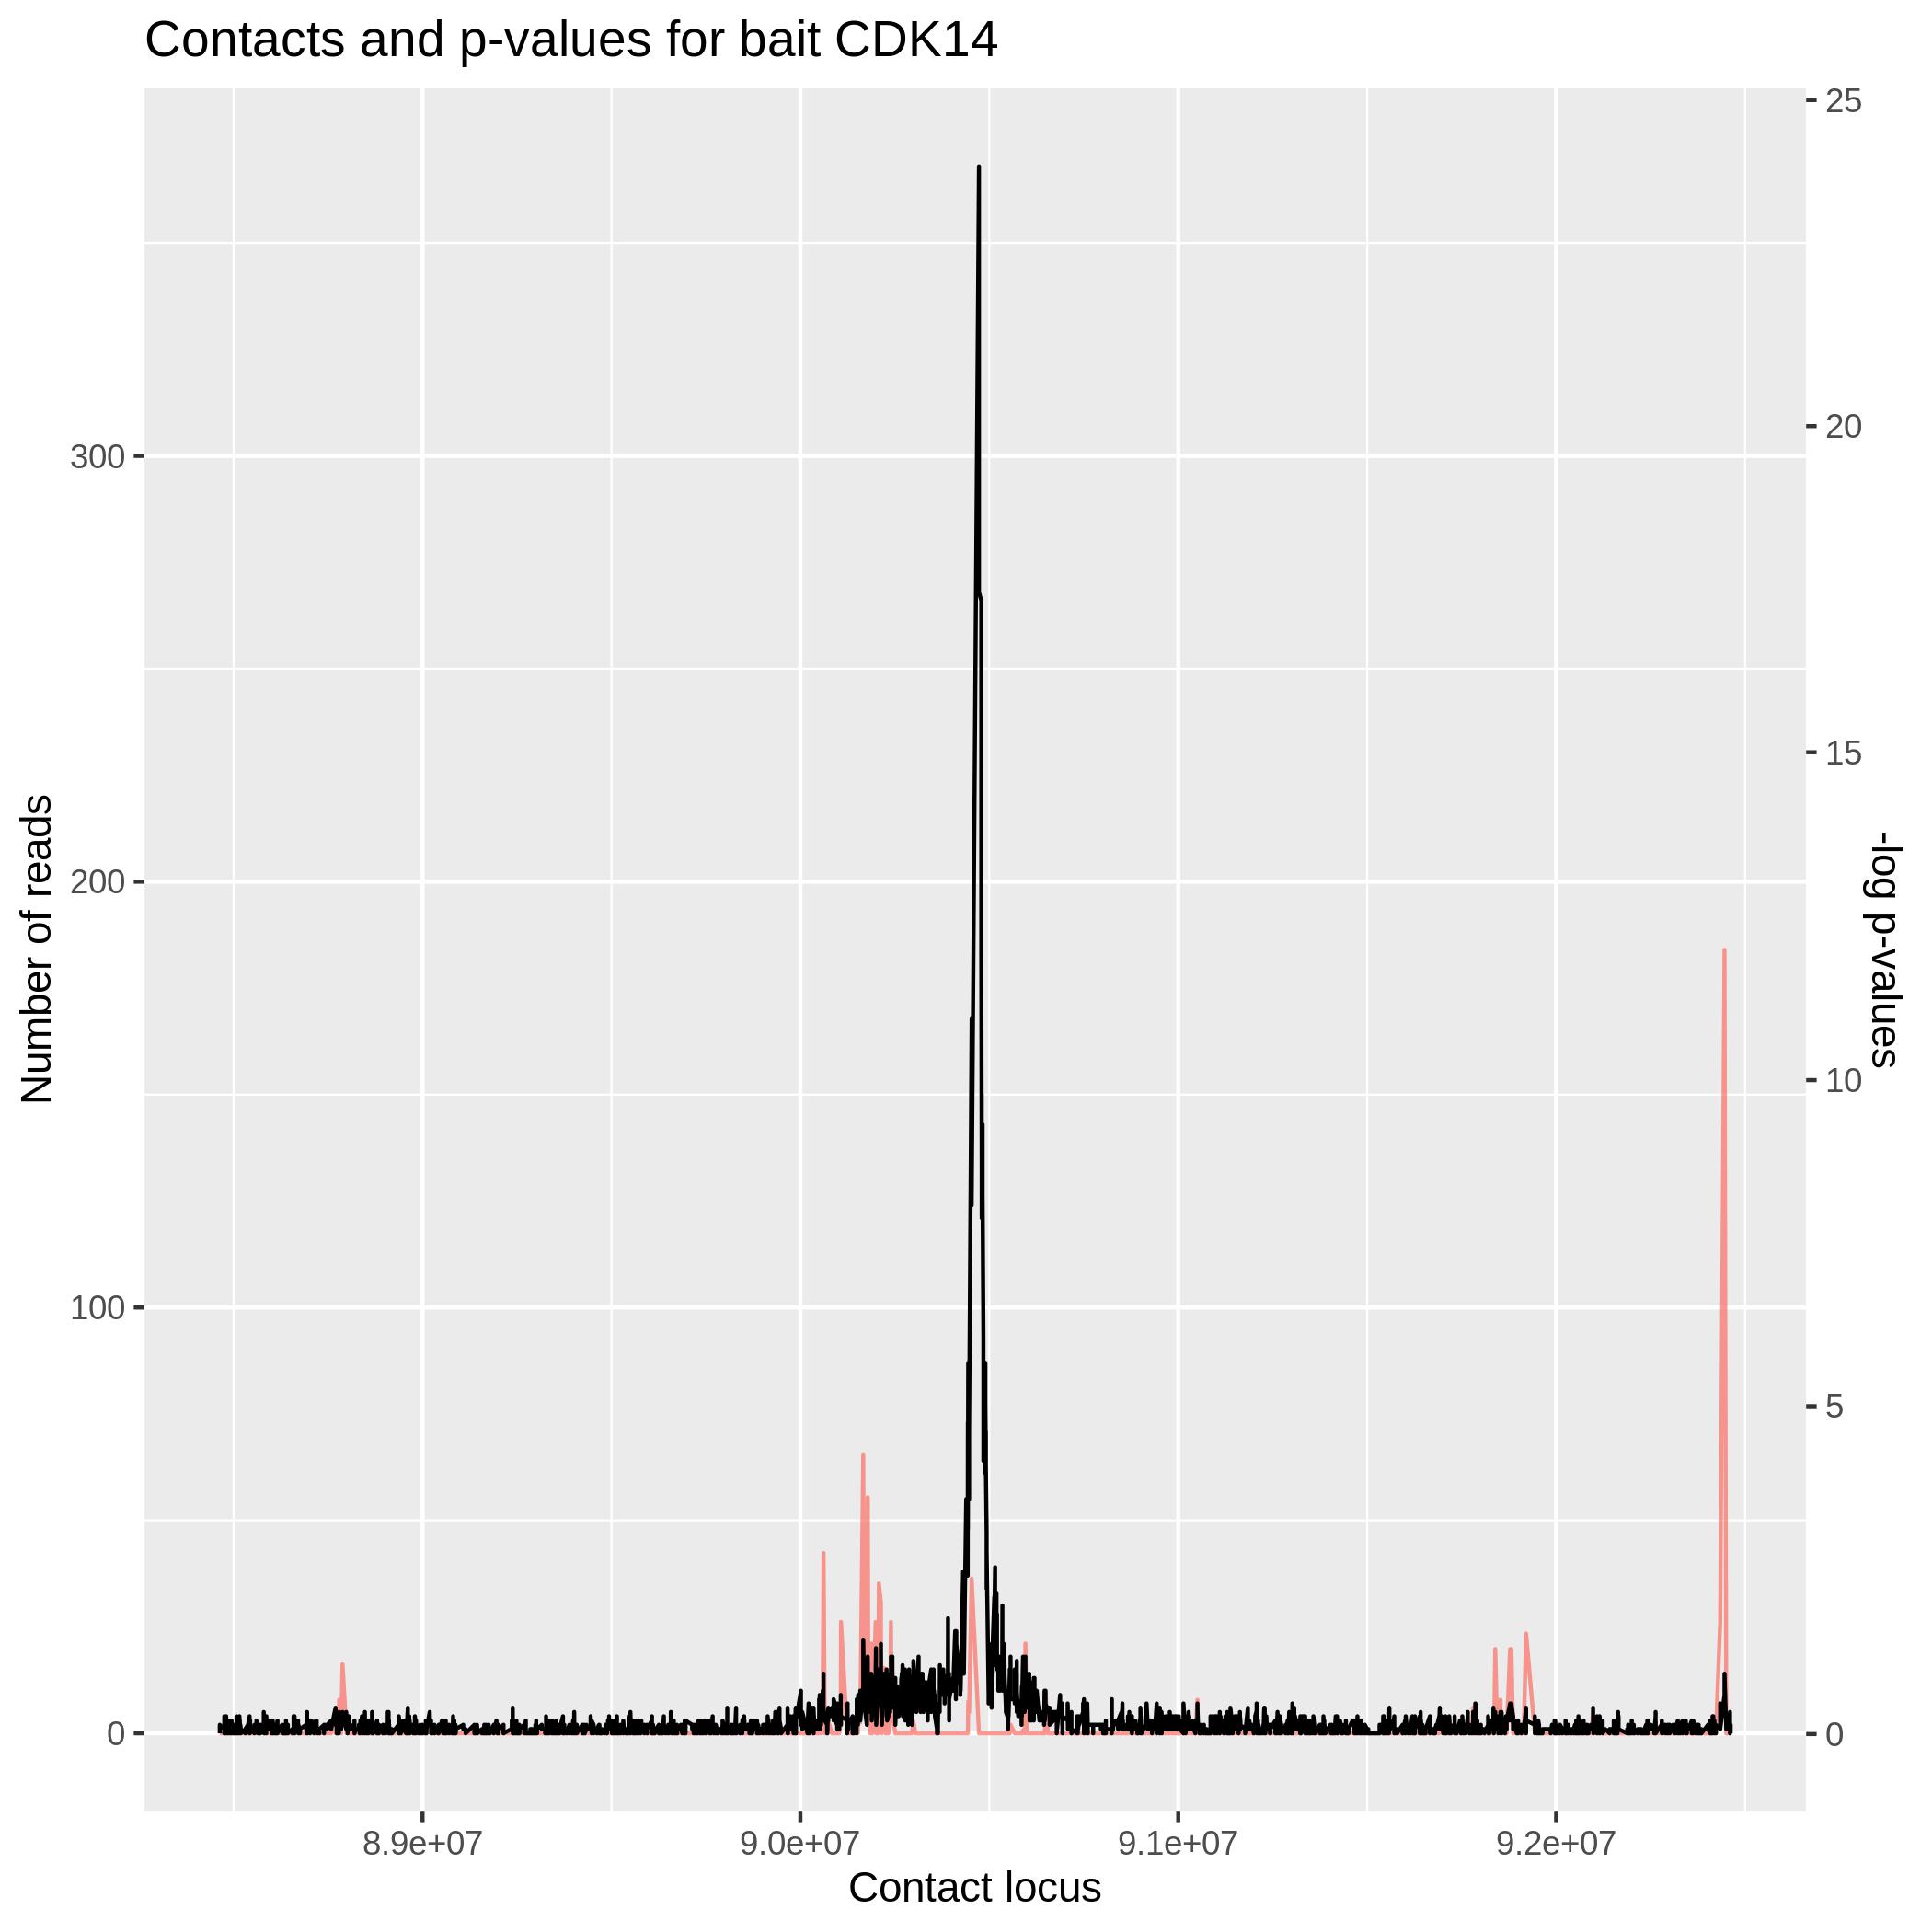 Contacts and p-values for bait CDK14
Number of reads
300
200
100
0
25
20
15
10
5
0
-log p-values
8.9e+07 9.0e+07 9.1e+07 9.2e+07
Contact locus